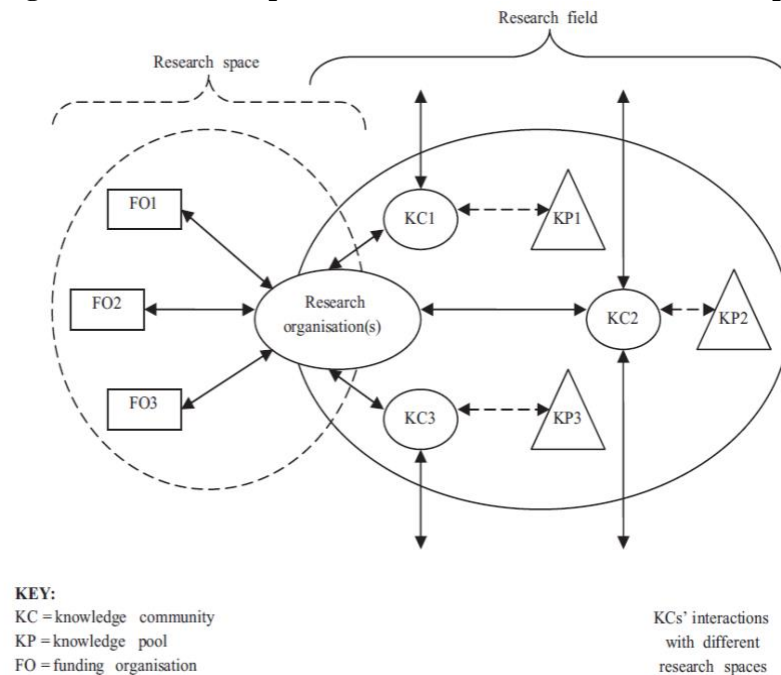 Research field
Research space
FO1
KC1
KP1
FO2
Research
organisation(s)
KC2
KP2
FO3
KC3
KP3
KEY:
KC = knowledge community
KP = knowledge pool
FO = funding organisation
KCs' interactions
with different
research spaces